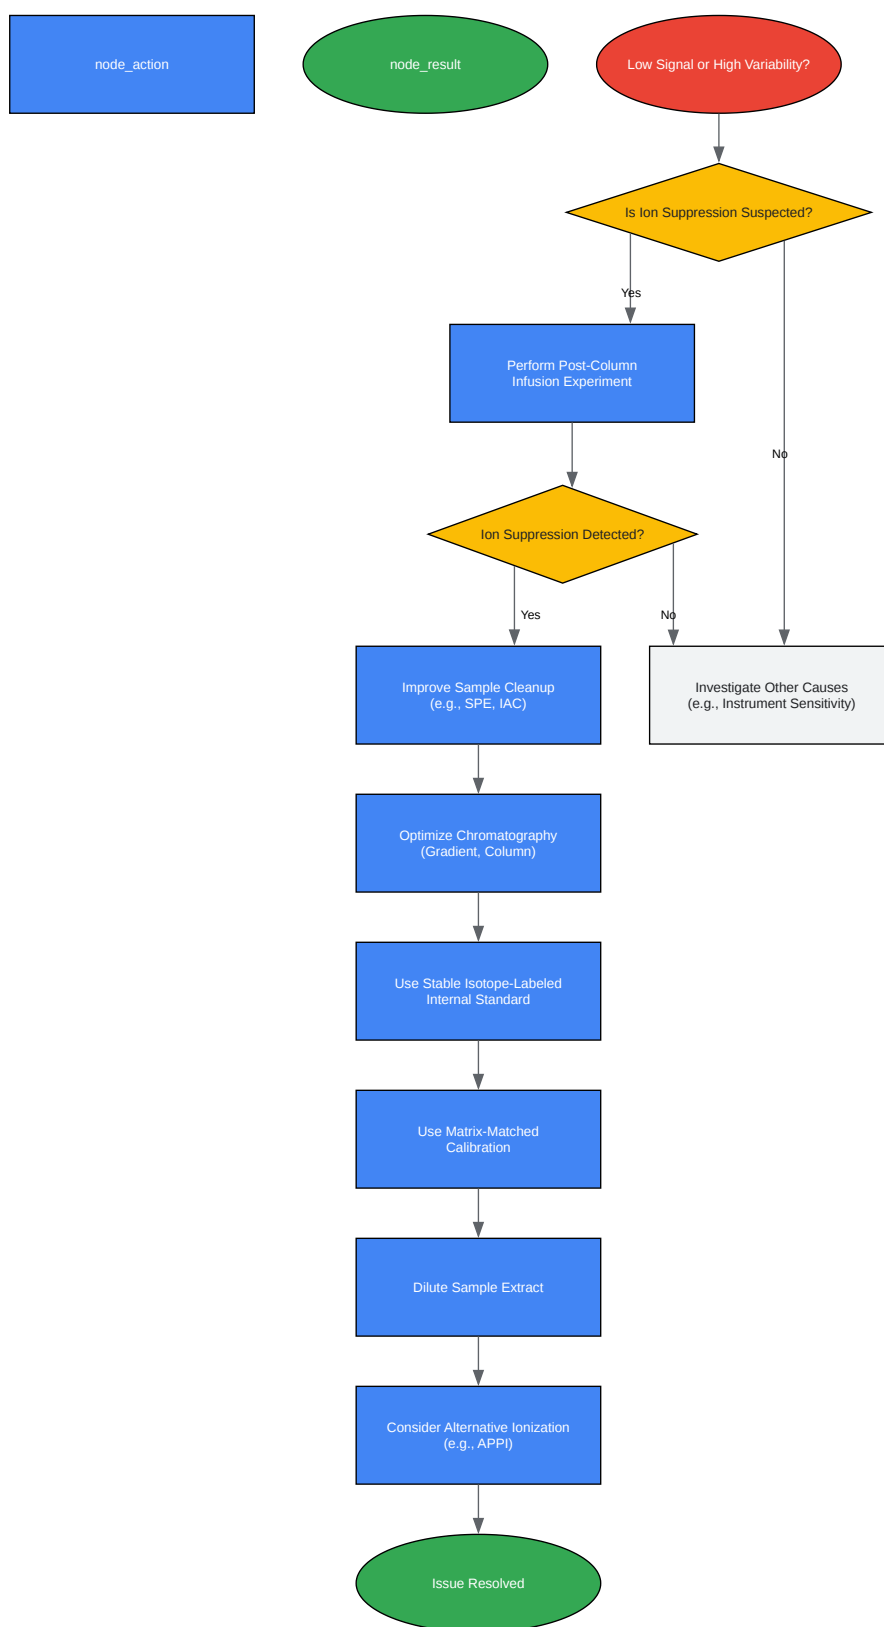 node_action
node_result
Low Signal or High Variability?
Is Ion Suppression Suspected?
Yes
Perform Post-Column
Infusion Experiment
No
Ion Suppression Detected?
Yes
No
Improve Sample Cleanup
(e.g., SPE, IAC)
Investigate Other Causes
(e.g., Instrument Sensitivity)
Optimize Chromatography
(Gradient, Column)
Use Stable Isotope-Labeled
Internal Standard
Use Matrix-Matched
Calibration
Dilute Sample Extract
Consider Alternative Ionization
(e.g., APPI)
Issue Resolved